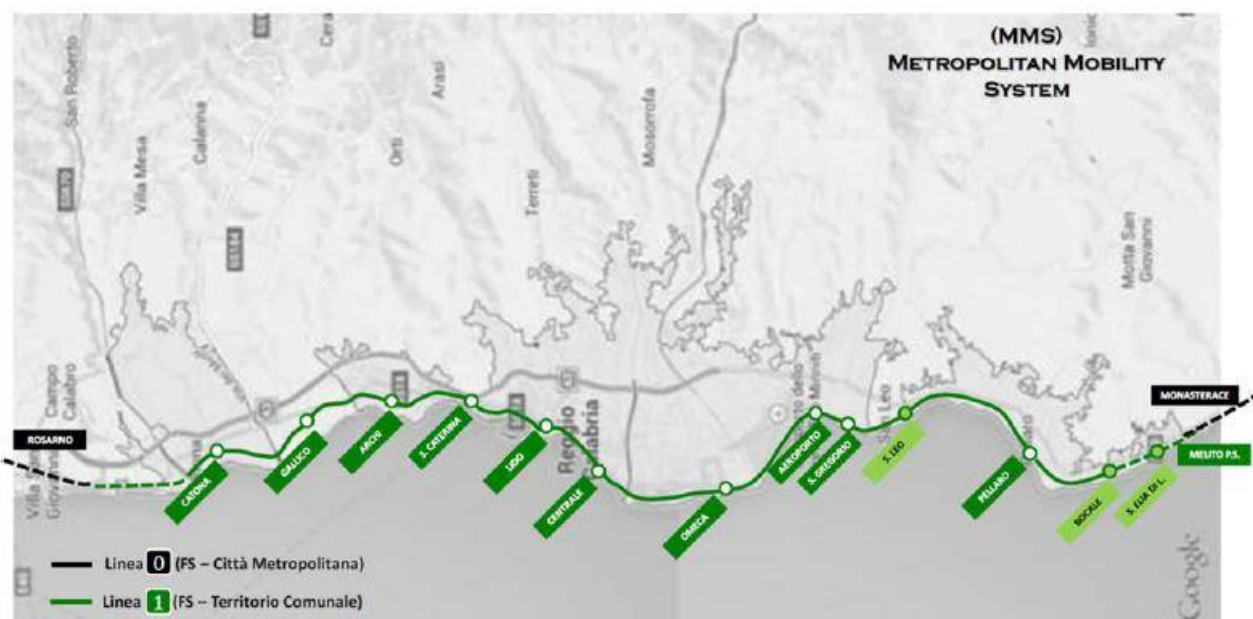 (MMS)
METROPOLITAN MOBILITY
SYSTEM
San Roberto
Villa Mesa
Calanna
Orti
Arasi
Terreti
Mosorrofa
Motta San
Giovanni
Campo
Calabro
Reggio
ROSARNO
CATONA
GALLICO
ARCHI
S. CATERINA
LIDO
CENTRALE
OMECA
AEROPORTO
S. GREGORIO
S. LEO
PELLARO
BOCALE
S. ELIA DI L.
MELITO P.S.
MONASTERACE
Linea 0 (FS – Città Metropolitana)
Linea 1 (FS – Territorio Comunale)
Google